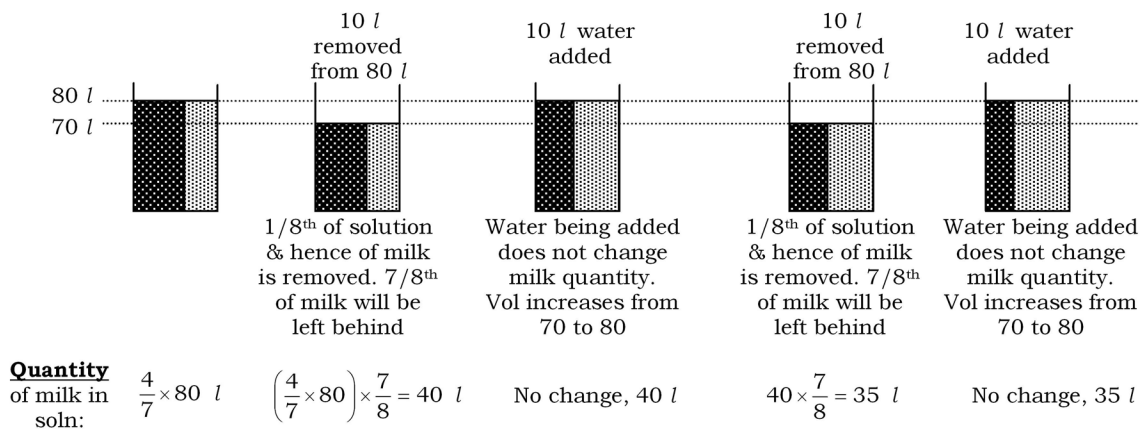 10 l
removed
from 80 l
10 l water
added
10 l
removed
from 80 l
10 l water
added
80 l
70 l
1/8th of solution
& hence of milk
is removed. 7/8th
of milk will be
left behind
Water being added
does not change
milk quantity.
Vol increases from
70 to 80
1/8th of solution
& hence of milk
is removed. 7/8th
of milk will be
left behind
Water being added
does not change
milk quantity.
Vol increases from
70 to 80
Quantity
of milk in
soln:
4/7 × 80 l
(4/7 × 80) × 7/8 = 40 l
No change, 40 l
40 × 7/8 = 35 l
No change, 35 l